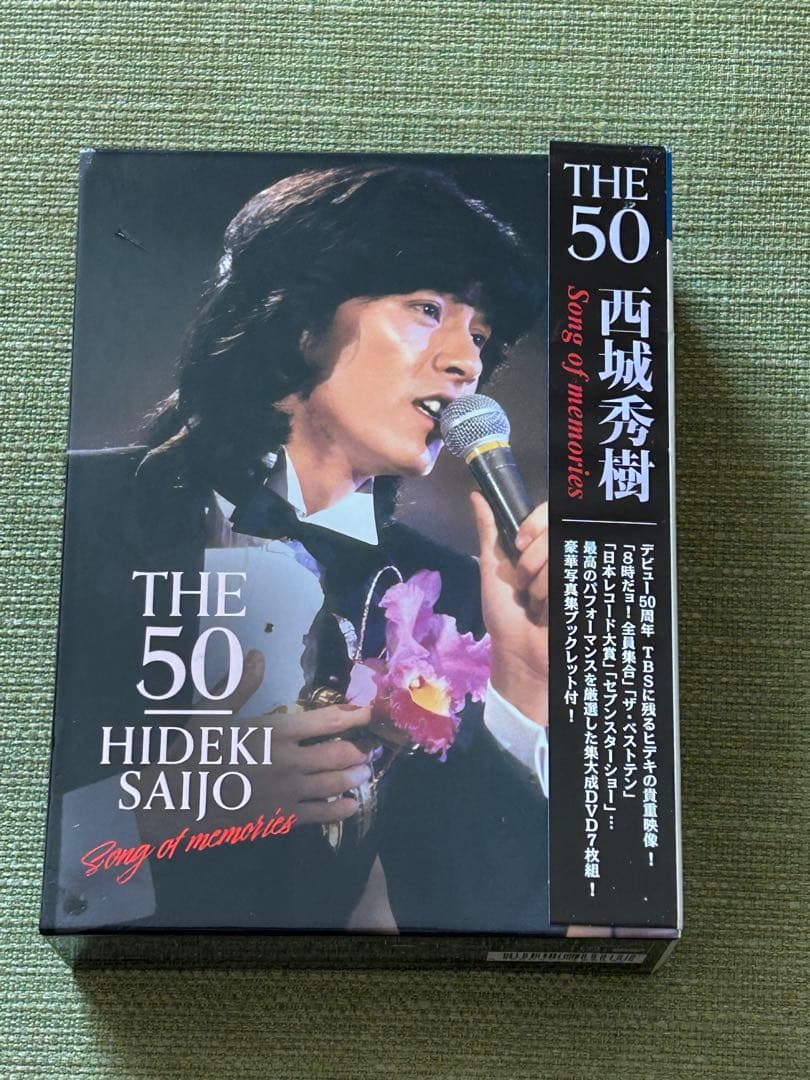 THE
50
HIDEKI
SAIJO
Song of memories
THE
50
西城秀樹
Song of memories
デビュー50周年 TBSに残るヒデキの貴重映像!
「8時だョ!全員集合」「ザ・ベストテン」
「日本レコード大賞」「セブンスターショー」…
最高のパフォーマンスを厳選した集大成DVD7枚組!
豪華写真集ブックレット付!